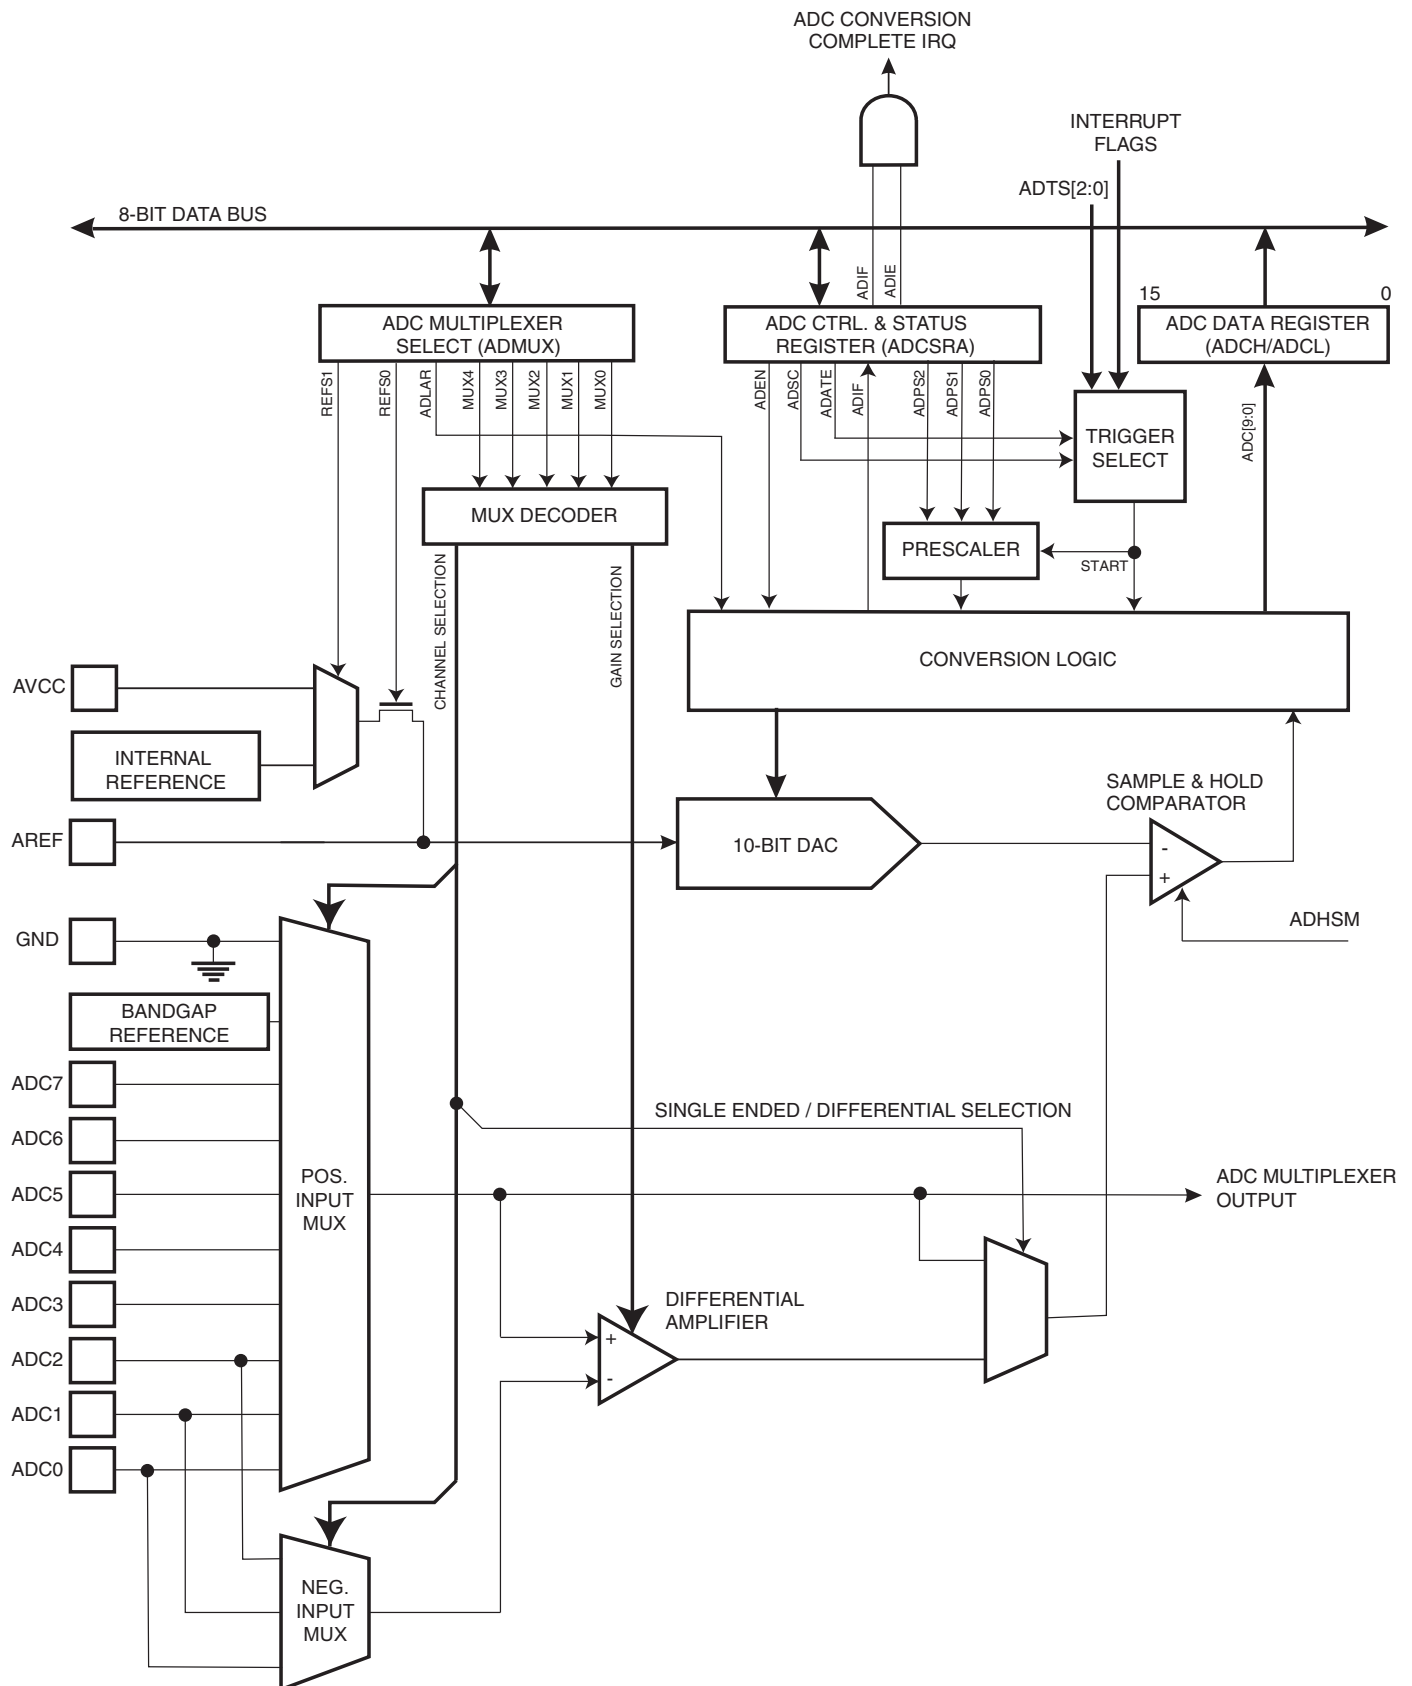 ADC CONVERSION
COMPLETE IRQ
INTERRUPT
FLAGS
ADTS[2:0]
8-BIT DATA BUS
ADIF
ADIE
15
0
ADC MULTIPLEXER
SELECT (ADMUX)
ADC CTRL. & STATUS
REGISTER (ADCSRA)
ADC DATA REGISTER
(ADCH/ADCL)
REFS1
REFS0
ADLAR
MUX4
MUX3
MUX2
MUX1
MUX0
ADEN
ADSC
ADATE
ADIF
ADPS2
ADPS1
ADPS0
ADC[9:0]
TRIGGER
SELECT
MUX DECODER
PRESCALER
START
CHANNEL SELECTION
GAIN SELECTION
CONVERSION LOGIC
AVCC
INTERNAL
REFERENCE
SAMPLE & HOLD
COMPARATOR
AREF
10-BIT DAC
-
+
ADHSM
GND
BANDGAP
REFERENCE
ADC7
ADC6
ADC5
ADC4
ADC3
ADC2
ADC1
ADC0
POS.
INPUT
MUX
SINGLE ENDED / DIFFERENTIAL SELECTION
ADC MULTIPLEXER
OUTPUT
DIFFERENTIAL
AMPLIFIER
+
-
NEG.
INPUT
MUX